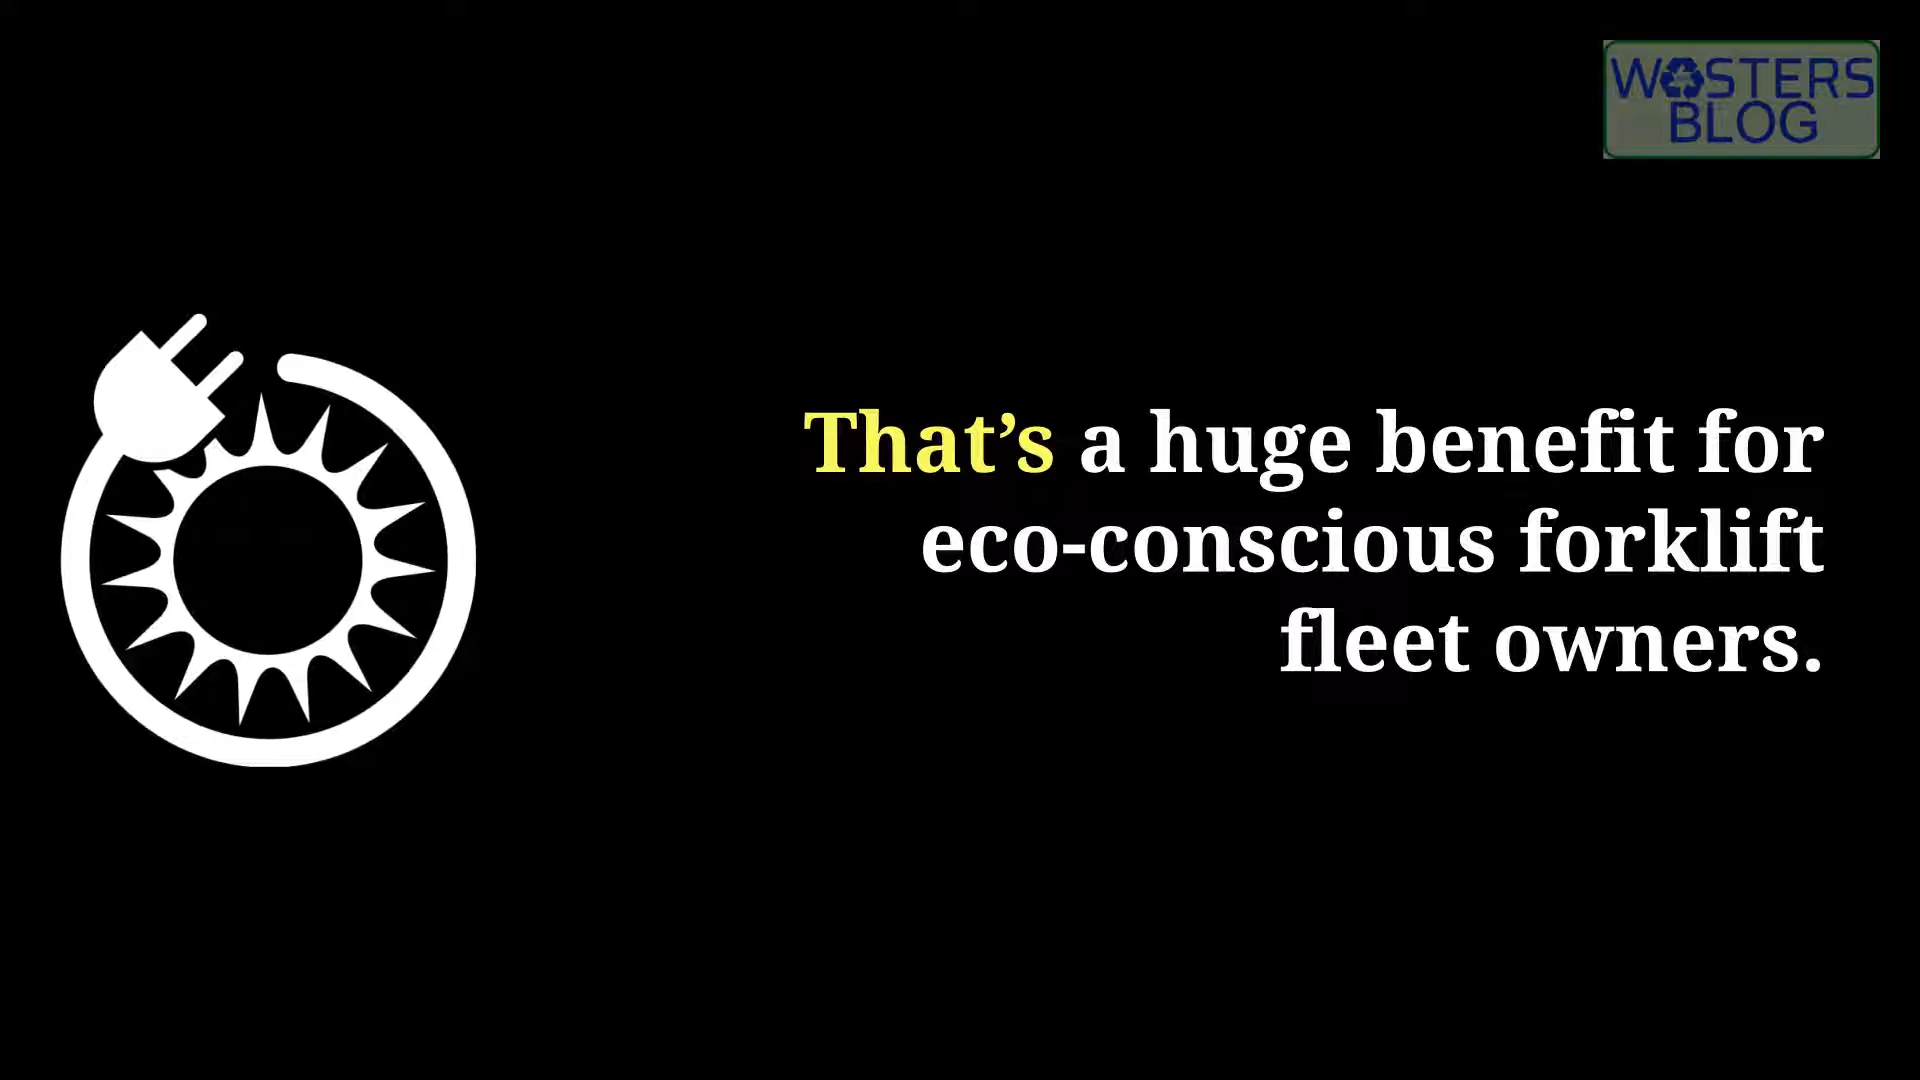 WASTERS
BLOG
That’s a huge benefit for
eco-conscious forklift
fleet owners.